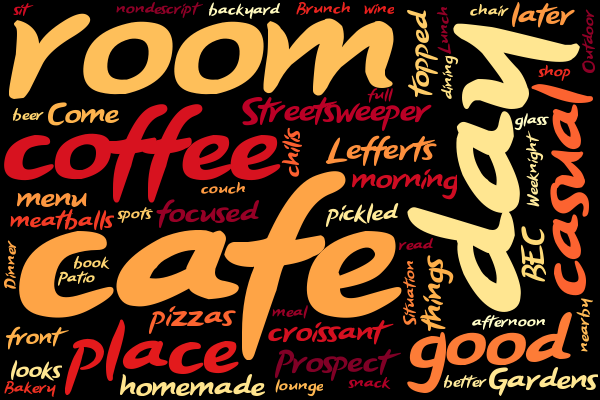 sit
nondescript
backyard
Brunch
wine
chair
later
Outdoor
room
topped
Lunch
dining
day
shop
full
beer
Come
Streetsweeper
glass
casual
coffee
chills
Lefferts
Weeknight
couch
morning
menu
meatballs
spots
focused
pickled
Dinner
book
Patio
cafe
read
BEC
Situation
things
nearby
front
place
pizzas
meal
croissant
afternoon
good
looks
Bakery
homemade
Prospect
lounge
snack
better
Gardens